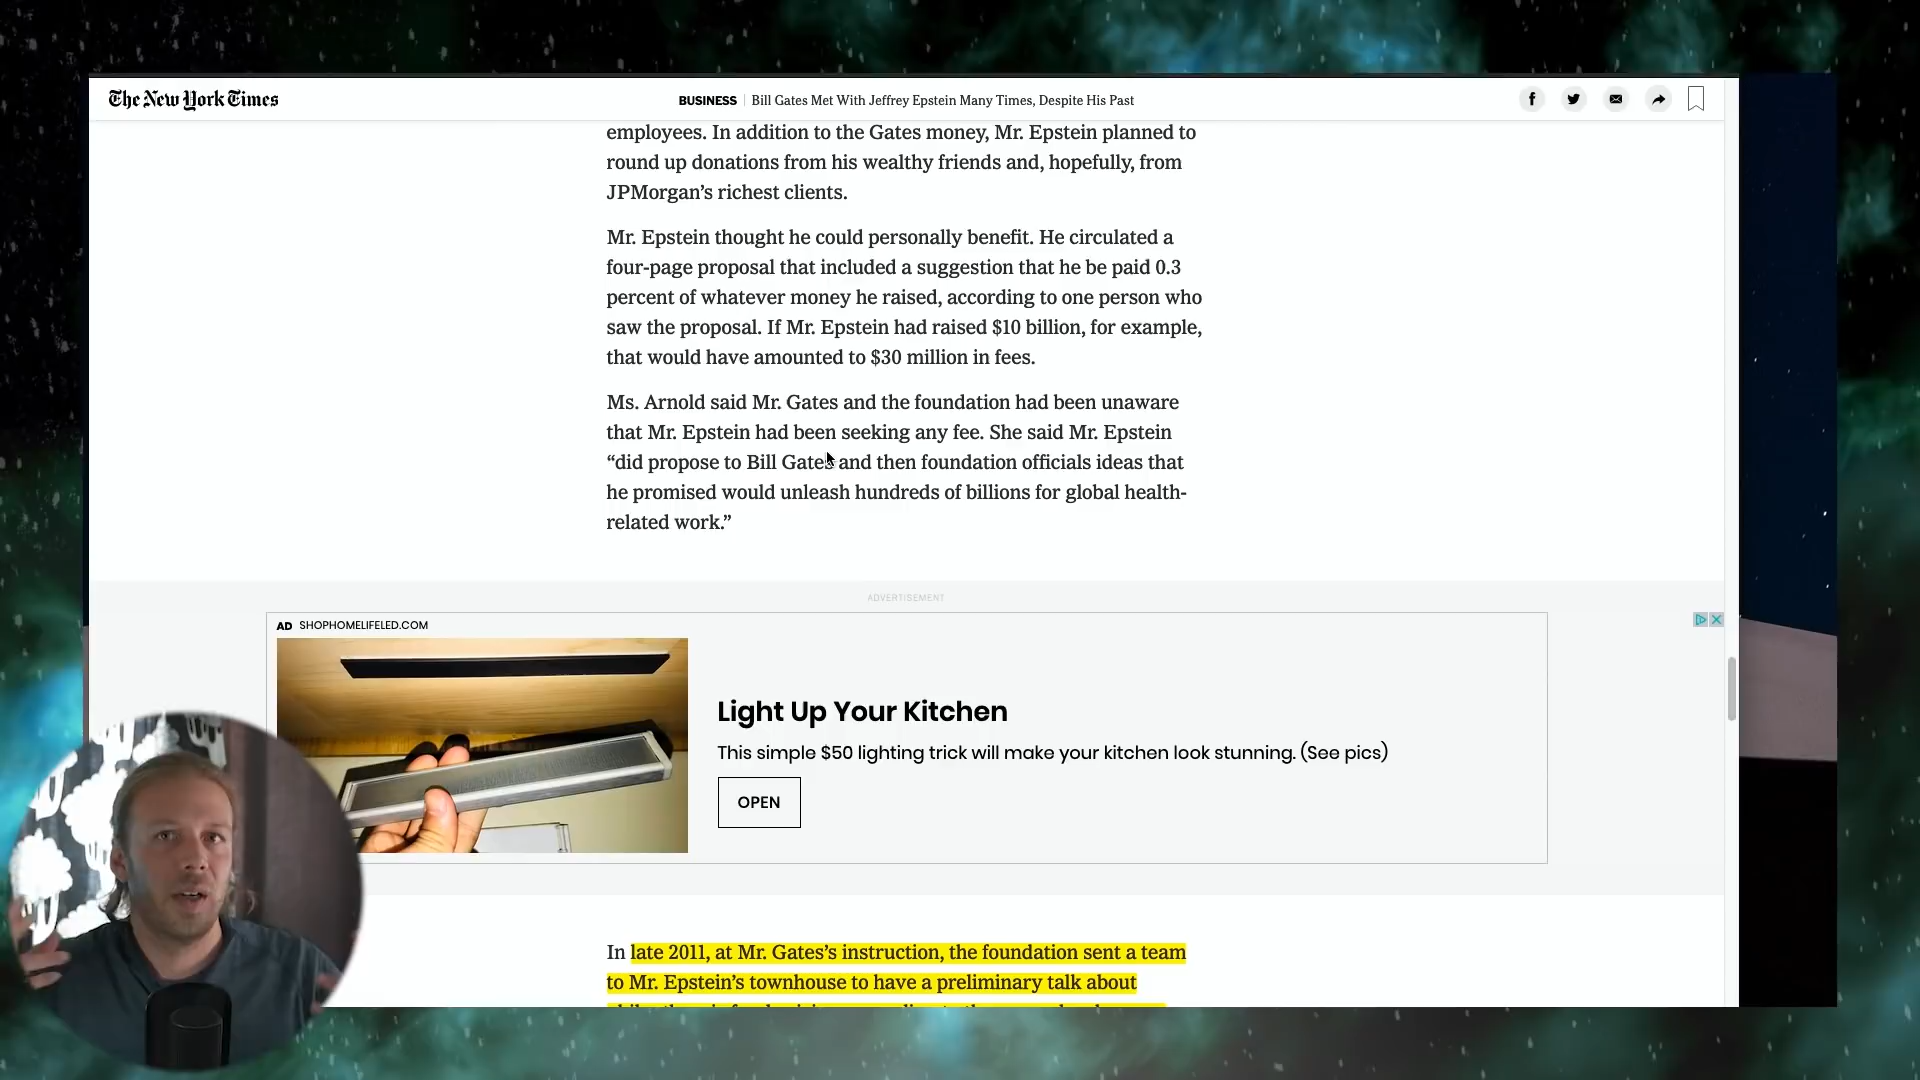 The New York Times
BUSINESS Bill Gates Met With Jeffrey Epstein Many Times, Despite His Past
employees. In addition to the Gates money, Mr. Epstein planned to
round up donations from his wealthy friends and, hopefully, from
JPMorgan’s richest clients.
Mr. Epstein thought he could personally benefit. He circulated a
four-page proposal that included a suggestion that he be paid 0.3
percent of whatever money he raised, according to one person who
saw the proposal. If Mr. Epstein had raised $10 billion, for example,
that would have amounted to $30 million in fees.
Ms. Arnold said Mr. Gates and the foundation had been unaware
that Mr. Epstein had been seeking any fee. She said Mr. Epstein
“did propose to Bill Gates and then foundation officials ideas that
he promised would unleash hundreds of billions for global health-
related work.”
ADVERTISEMENT
AD SHOPHOMELIFELED.COM
Light Up Your Kitchen
This simple $50 lighting trick will make your kitchen look stunning. (See pics)
OPEN
In late 2011, at Mr. Gates’s instruction, the foundation sent a team
to Mr. Epstein’s townhouse to have a preliminary talk about